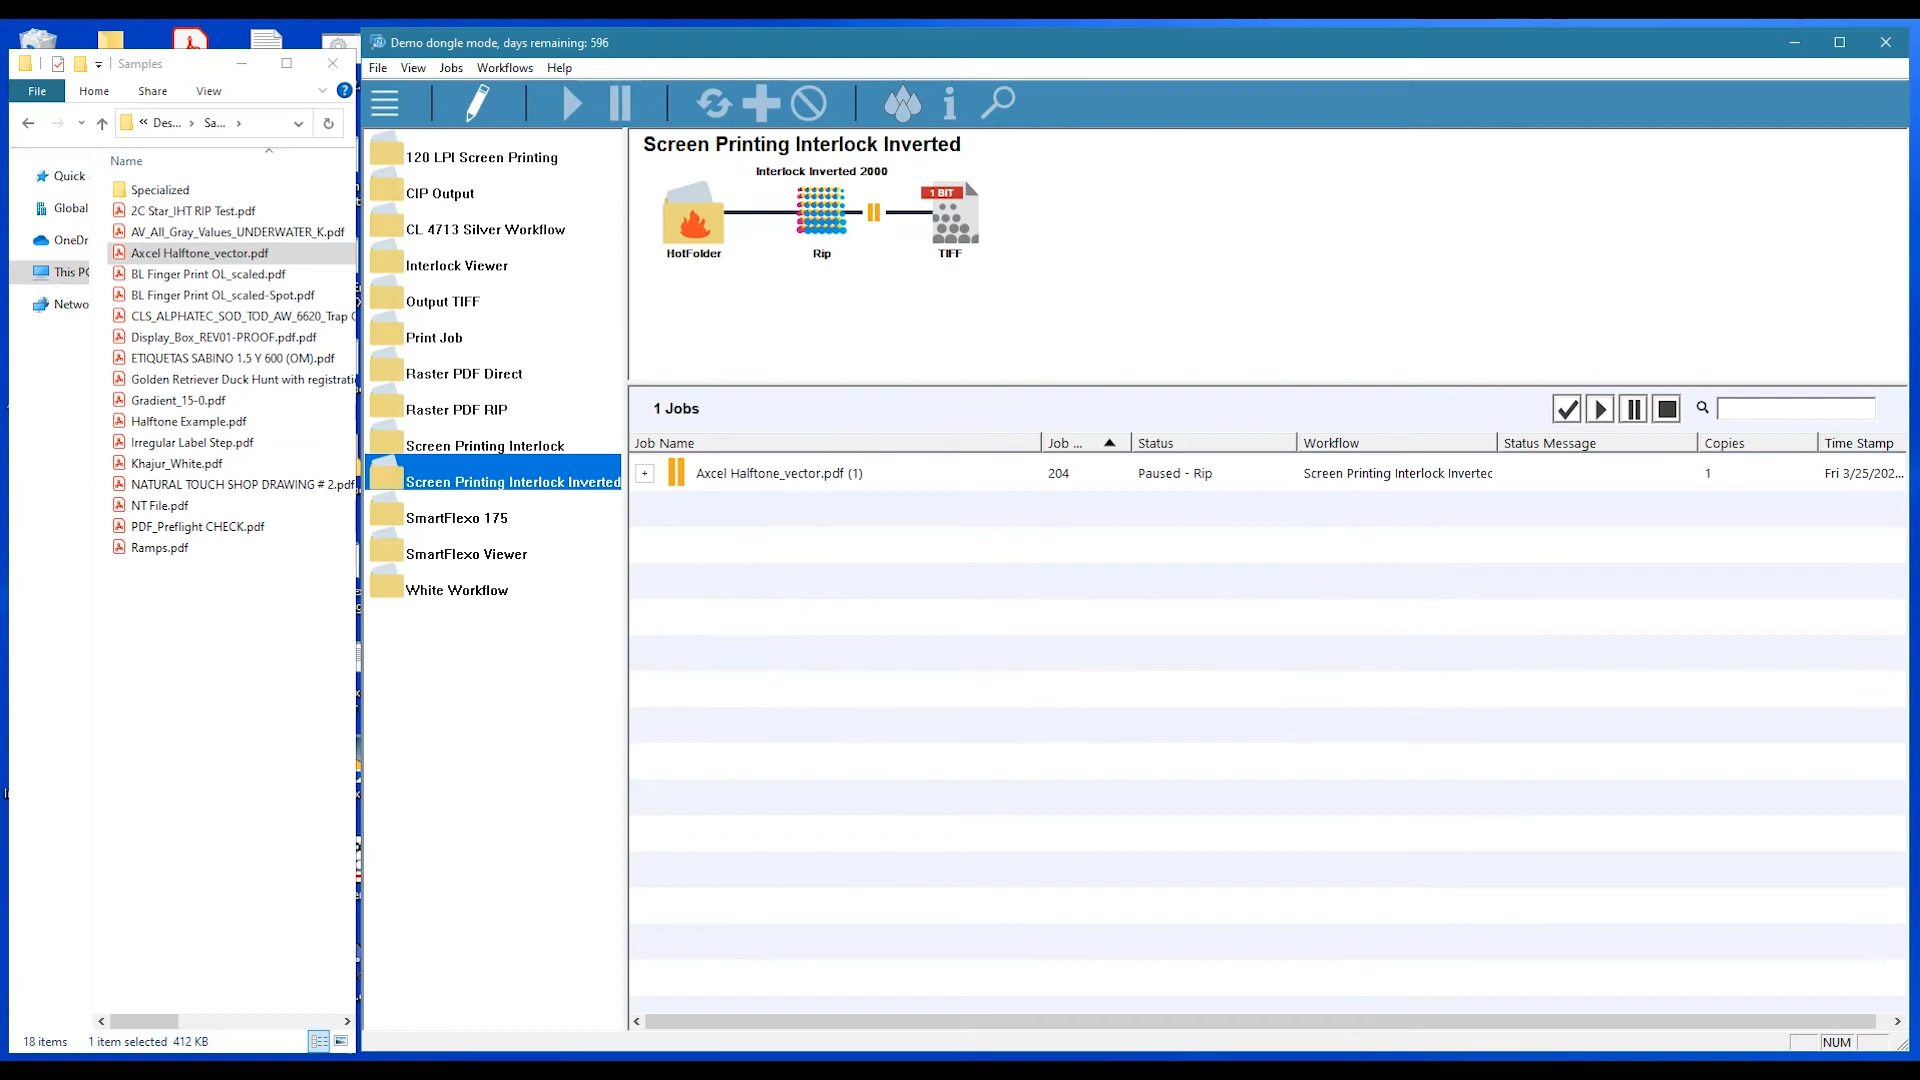 Demo dongle mode, days remaining: 596
File View Jobs Workflows Help
Samples
File Home Share View
« Des... › Sa... ›
Name
Quick
Global
OneDr
This PC
Netwo
Specialized
2C Star_IHT RIP Test.pdf
AV_All_Gray_Values_UNDERWATER_K.pdf
Axcel Halftone_vector.pdf
BL Finger Print OL_scaled.pdf
BL Finger Print OL_scaled-Spot.pdf
CLS_ALPHATEC_SOD_TOD_AW_6620_Trap
Display_Box_REV01-PROOF.pdf.pdf
ETIQUETAS SABINO 1.5 Y 600 (OM).pdf
Golden Retriever Duck Hunt with registrati
Gradient_15-0.pdf
Halftone Example.pdf
Irregular Label Step.pdf
Khajur_White.pdf
NATURAL TOUCH SHOP DRAWING # 2.pdf
NT File.pdf
PDF_Preflight CHECK.pdf
Ramps.pdf
18 items 1 item selected 412 KB
120 LPI Screen Printing
CIP Output
CL 4713 Silver Workflow
Interlock Viewer
Output TIFF
Print Job
Raster PDF Direct
Raster PDF RIP
Screen Printing Interlock
Screen Printing Interlock Inverted
SmartFlexo 175
SmartFlexo Viewer
White Workflow
Screen Printing Interlock Inverted
Interlock Inverted 2000
1 BIT
HotFolder Rip TIFF
1 Jobs
Job Name Job ... Status Workflow Status Message Copies Time Stamp
Axcel Halftone_vector.pdf (1) 204 Paused - Rip Screen Printing Interlock Invertec 1 Fri 3/25/202...
NUM